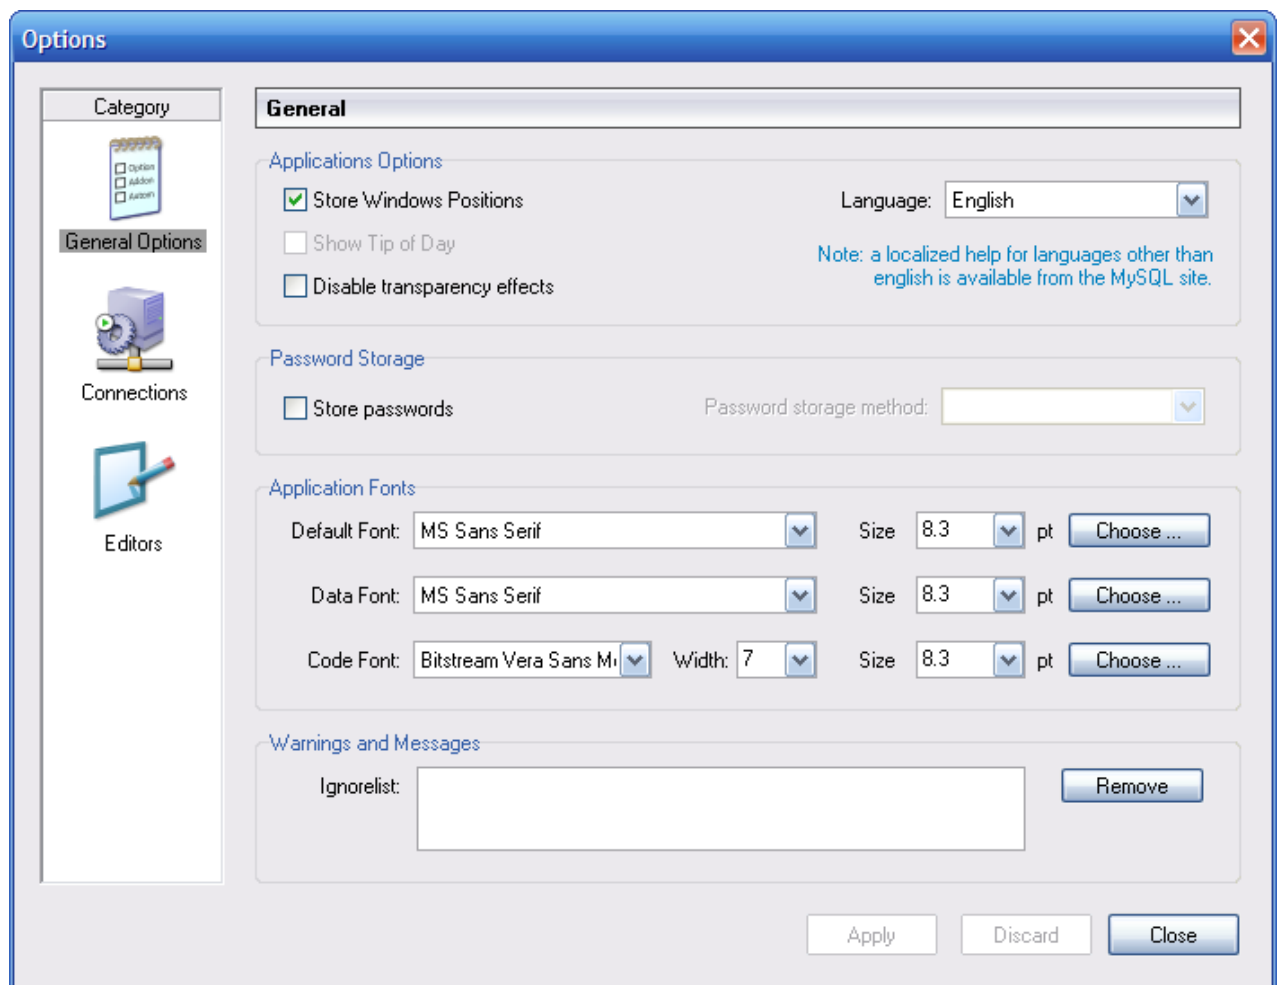 Options
Category
Option
Addon
General Options
Connections
Editors
General
Applications Options
Store Windows Positions
Language: English
Show Tip of Day
Note: a localized help for languages other than
english is available from the MySQL site.
Disable transparency effects
Password Storage
Store passwords
Password storage method:
Application Fonts
Default Font: MS Sans Serif Size 8.3 pt Choose ...
Data Font: MS Sans Serif Size 8.3 pt Choose ...
Code Font: Bitstream Vera Sans Width: 7 Size 8.3 pt Choose ...
Warnings and Messages
Ignorelist: Remove
Apply Discard Close